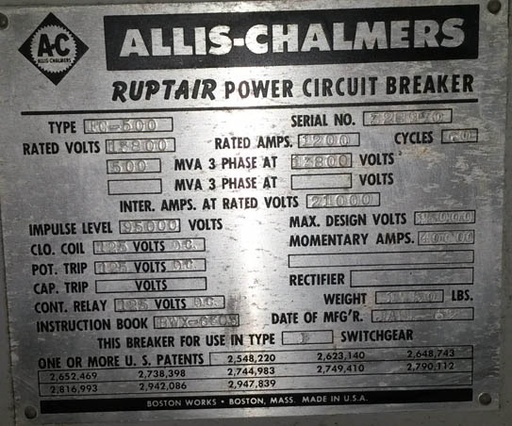 A-C
ALLIS-CHALMERS
ALLIS-CHALMERS
RUPTAIR POWER CIRCUIT BREAKER
TYPE FC-500 SERIAL NO.
RATED VOLTS 13800 RATED AMPS. 1200 CYCLES 60
500 MVA 3 PHASE AT 13800 VOLTS
MVA 3 PHASE AT VOLTS
INTER. AMPS. AT RATED VOLTS 21000
IMPULSE LEVEL 95000 VOLTS MAX. DESIGN VOLTS 15000
CLO. COIL 125 VOLTS D.C. MOMENTARY AMPS. 40000
POT. TRIP 125 VOLTS D.C.
CAP. TRIP VOLTS RECTIFIER
CONT. RELAY 125 VOLTS D.C. WEIGHT LBS.
INSTRUCTION BOOK DATE OF MFG'R.
THIS BREAKER FOR USE IN TYPE SWITCHGEAR
ONE OR MORE U. S. PATENTS 2,548,220 2,623,140 2,648,743
2,652,469 2,738,398 2,744,983 2,749,410 2,790,112
2,816,993 2,942,086 2,947,839
BOSTON WORKS • BOSTON, MASS. MADE IN U.S.A.